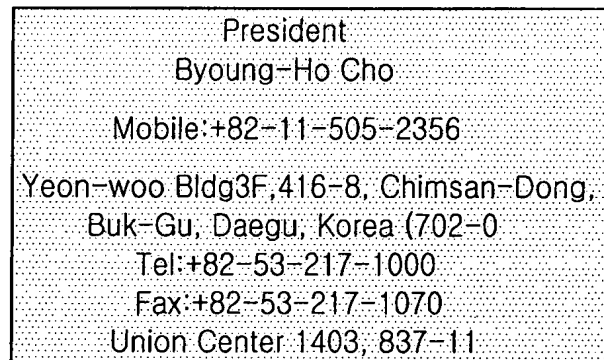 President
Byoung-Ho Cho
Mobile:+82-11-505-2356
Yeon-woo Bldg3F,416-8, Chimsan-Dong,
Buk-Gu, Daegu, Korea (702-0
Tel:+82-53-217-1000
Fax:+82-53-217-1070
Union Center 1403, 837-11